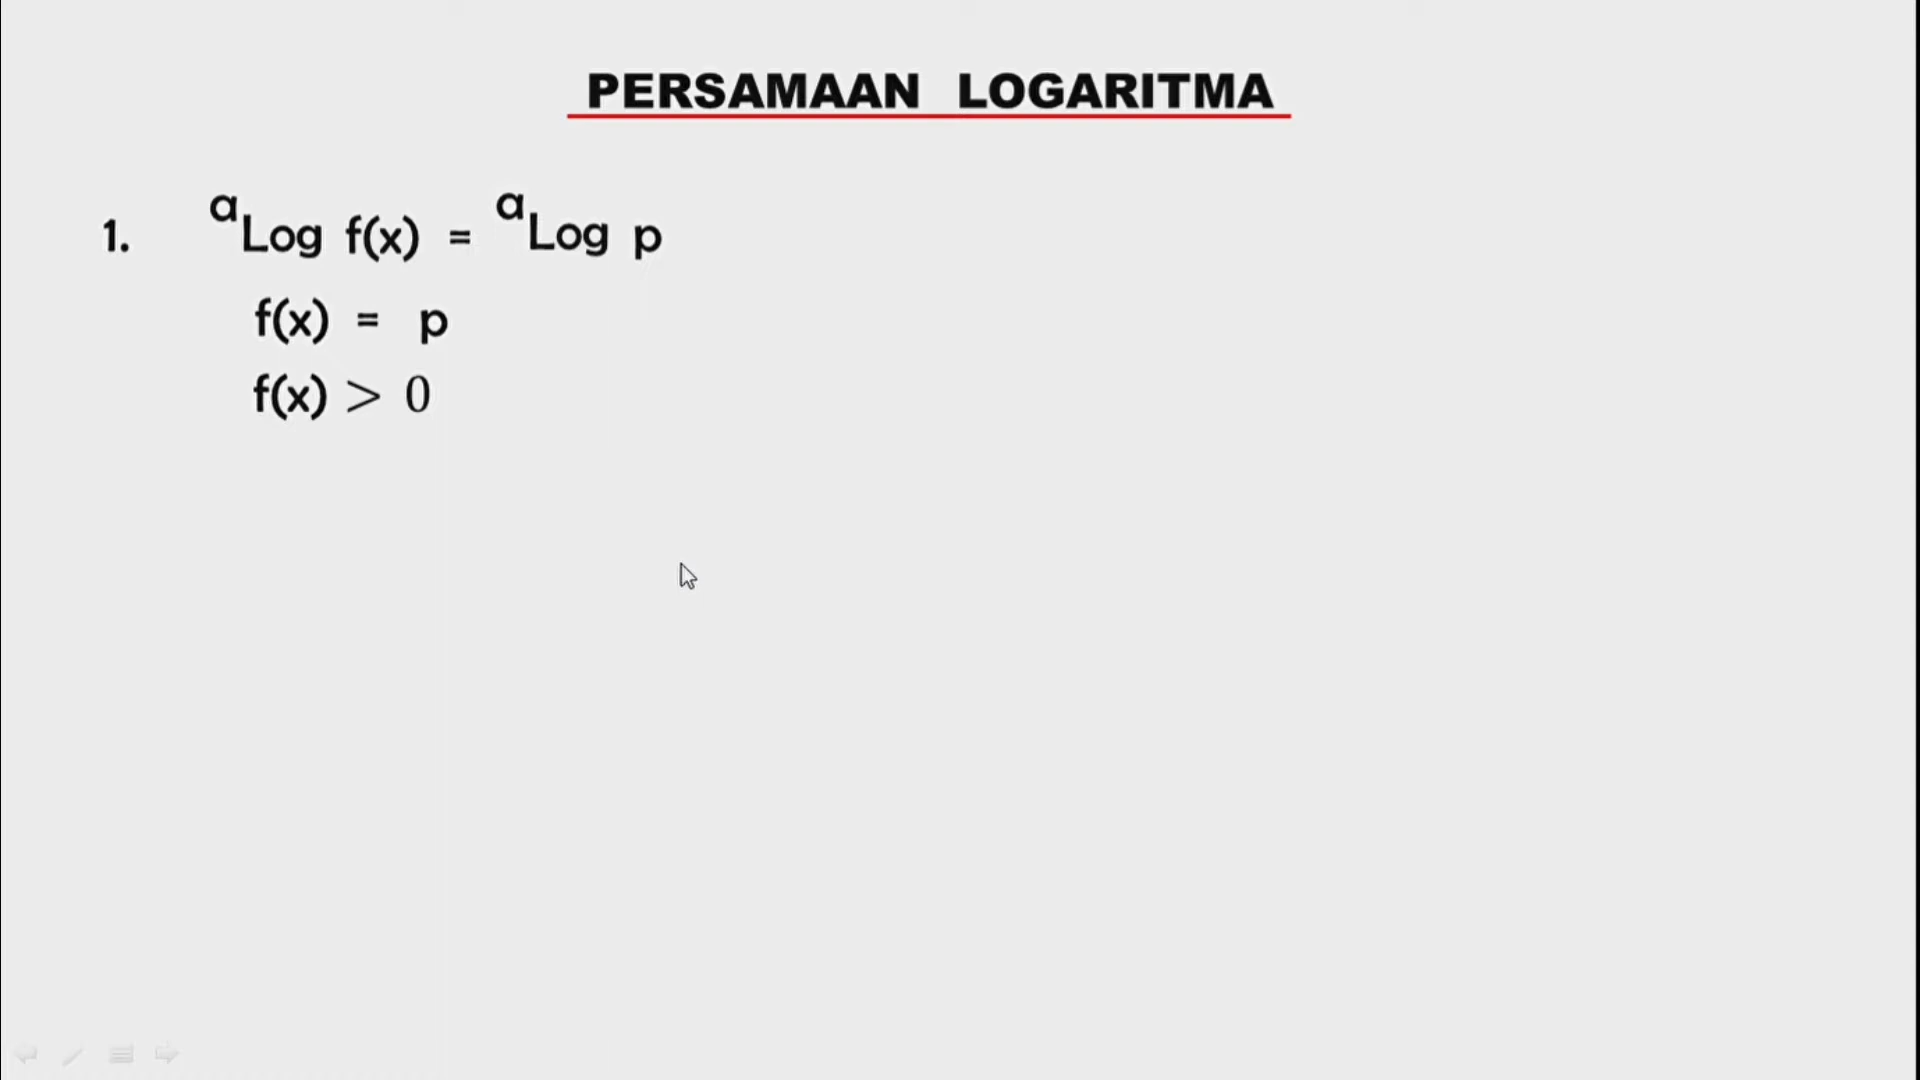 PERSAMAAN LOGARITMA
1. ᵃLog f(x) = ᵃLog p
f(x) = p
f(x) > 0